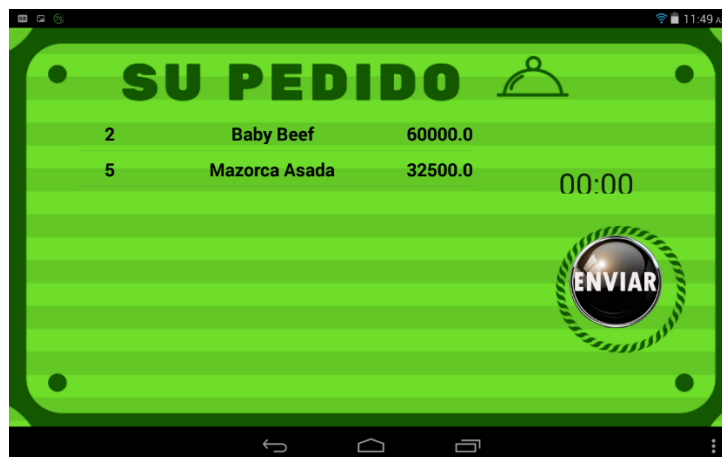 11:49 A
SU PEDIDO
2 Baby Beef 60000.0
5 Mazorca Asada 32500.0
00:00
ENVIAR